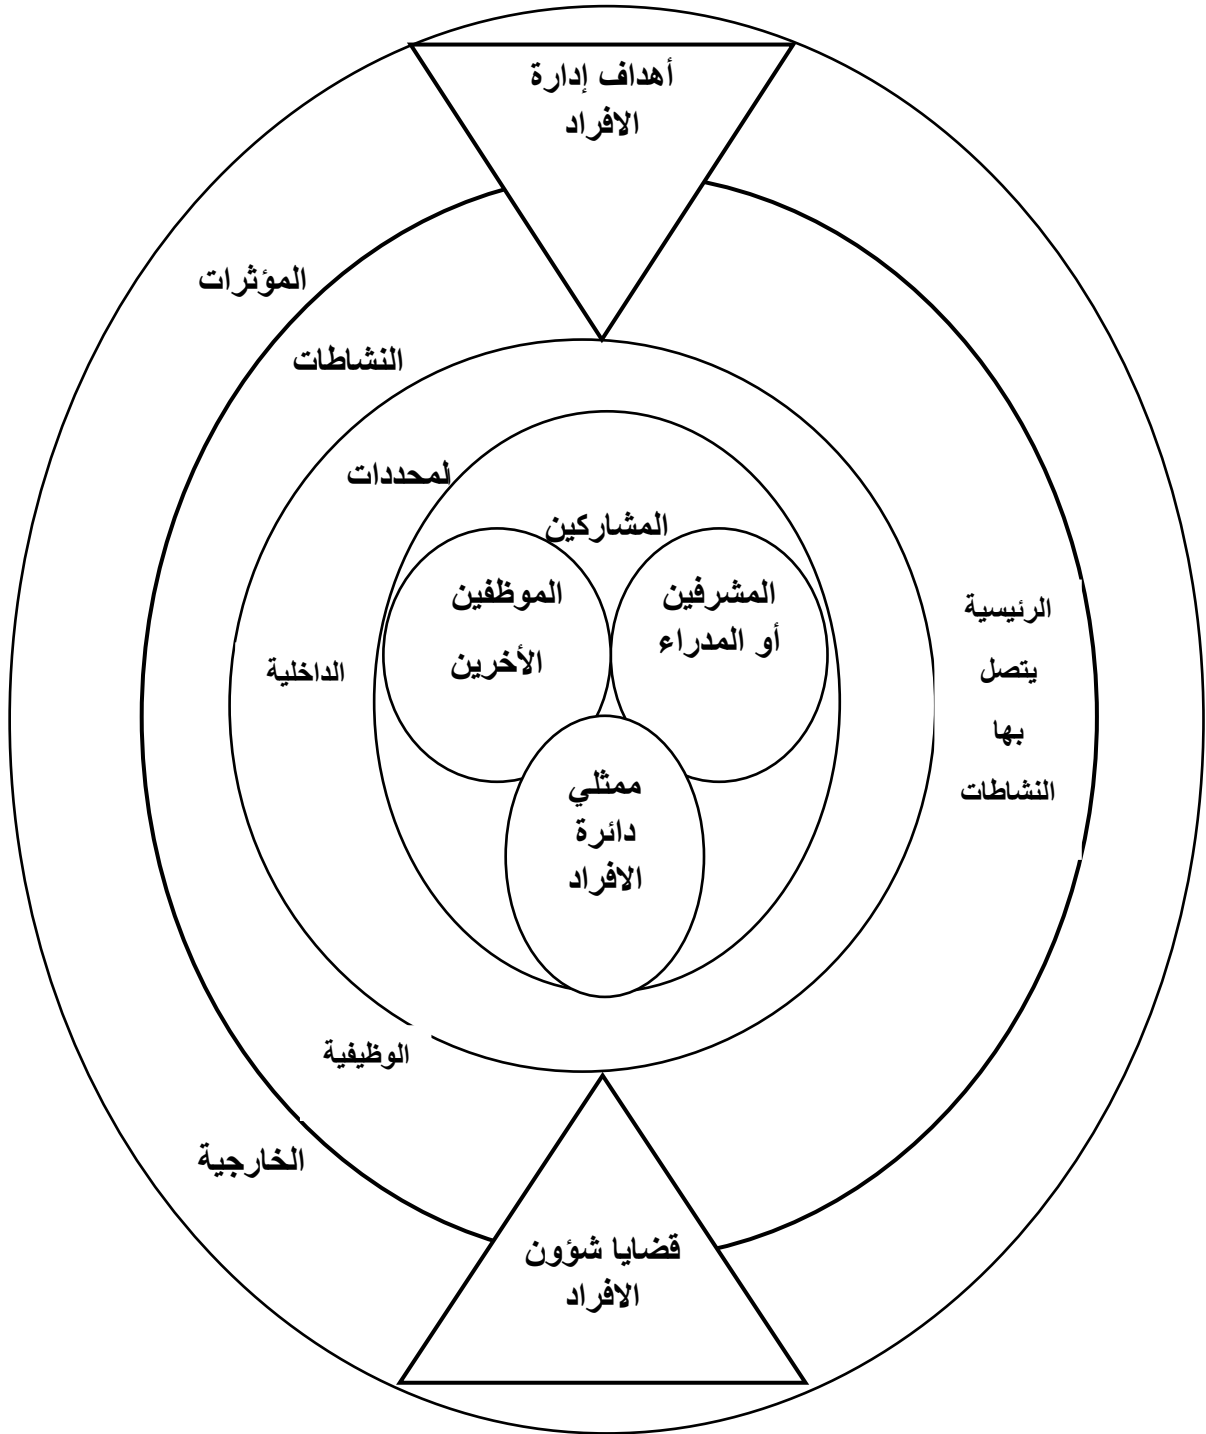 أهداف إدارة
الافراد
المؤثرات
النشاطات
لمحددات
المشاركين
المشرفين
أو المدراء
الموظفين
الأخرين
الرئيسية
يتصل
بها
النشاطات
الداخلية
ممثلي
دائرة
الافراد
الوظيفية
الخارجية
قضايا شؤون
الافراد